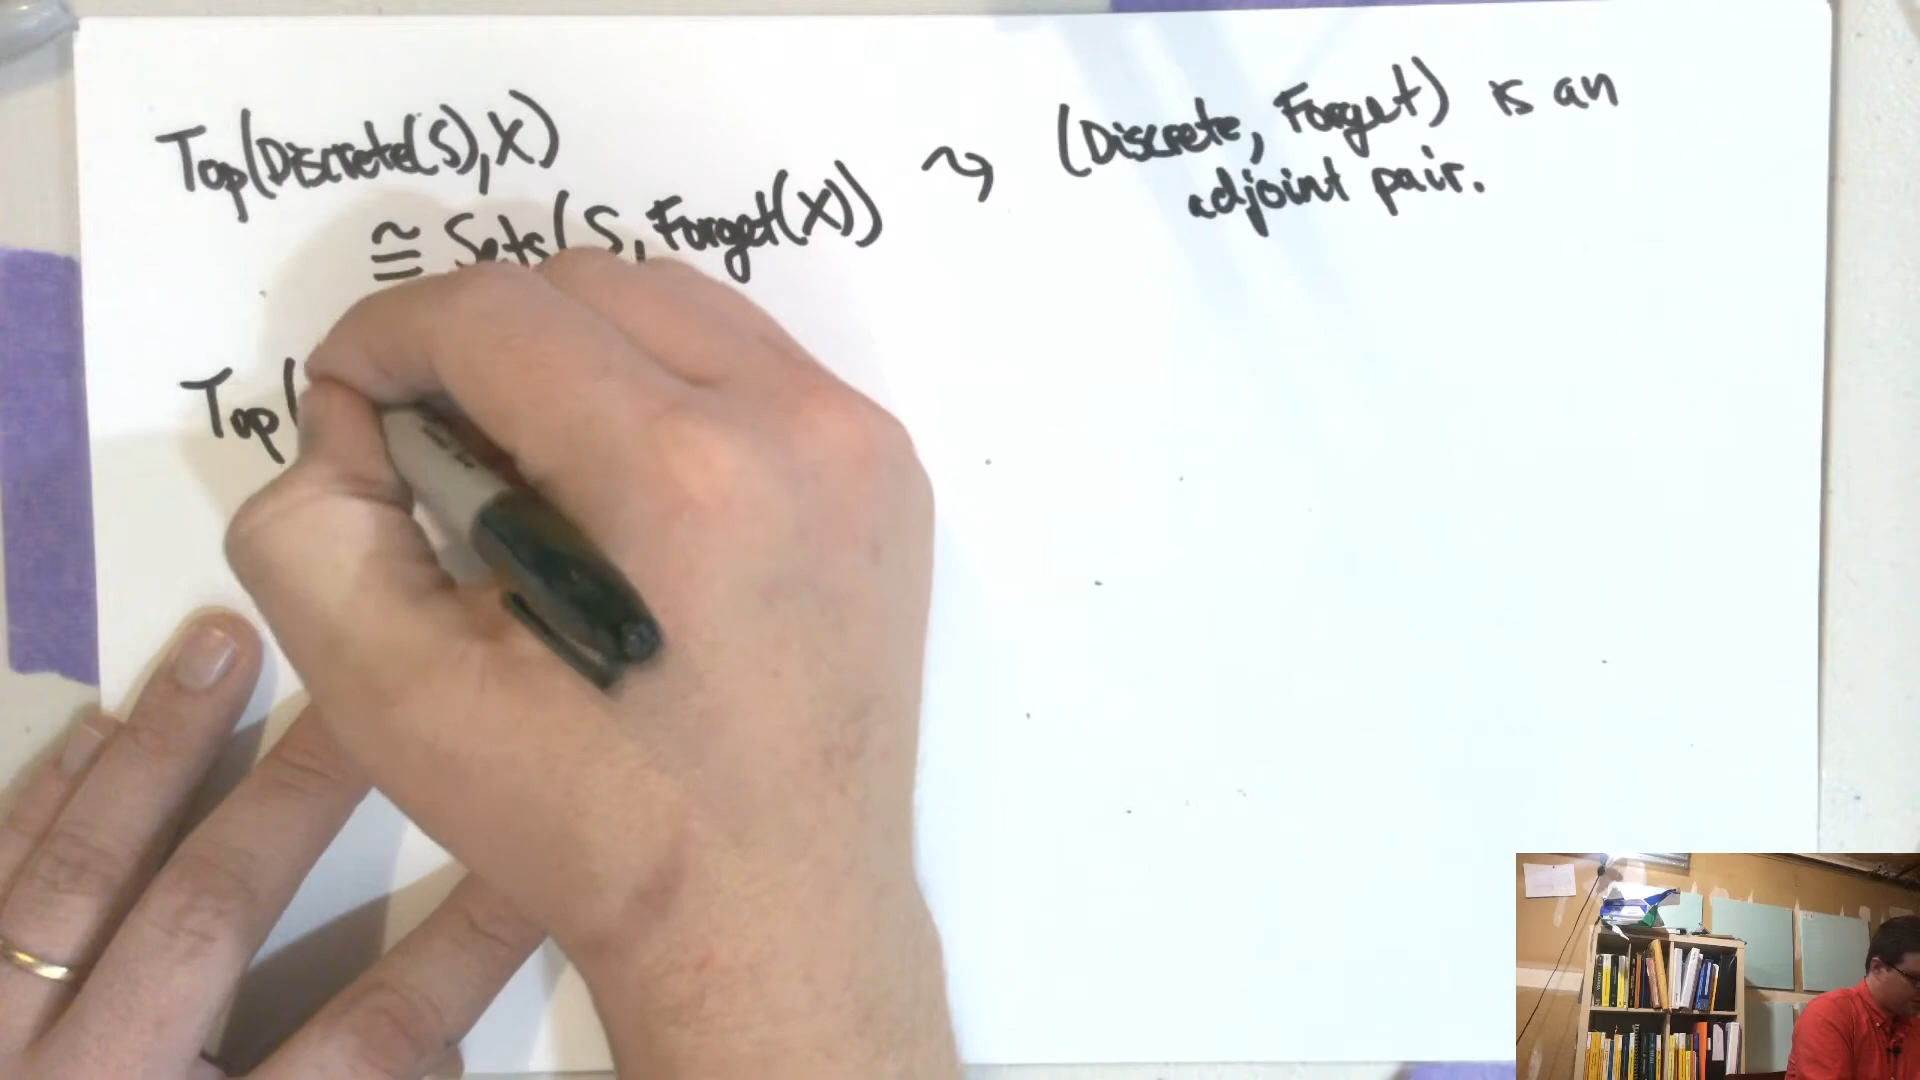 Top(Discrete(S), X)
≅ Sets(S, Forget(X))
⇝ (Discrete, Forget) is an
adjoint pair.
Top(